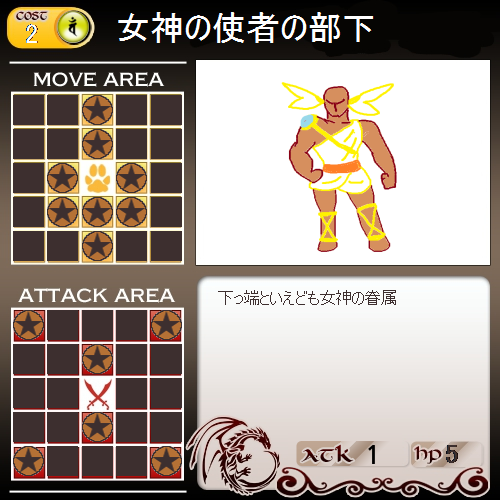 COST
2
女神の使者の部下
MOVE AREA
ATTACK AREA
下っ端といえども女神の眷属
ATK 1
HP 5